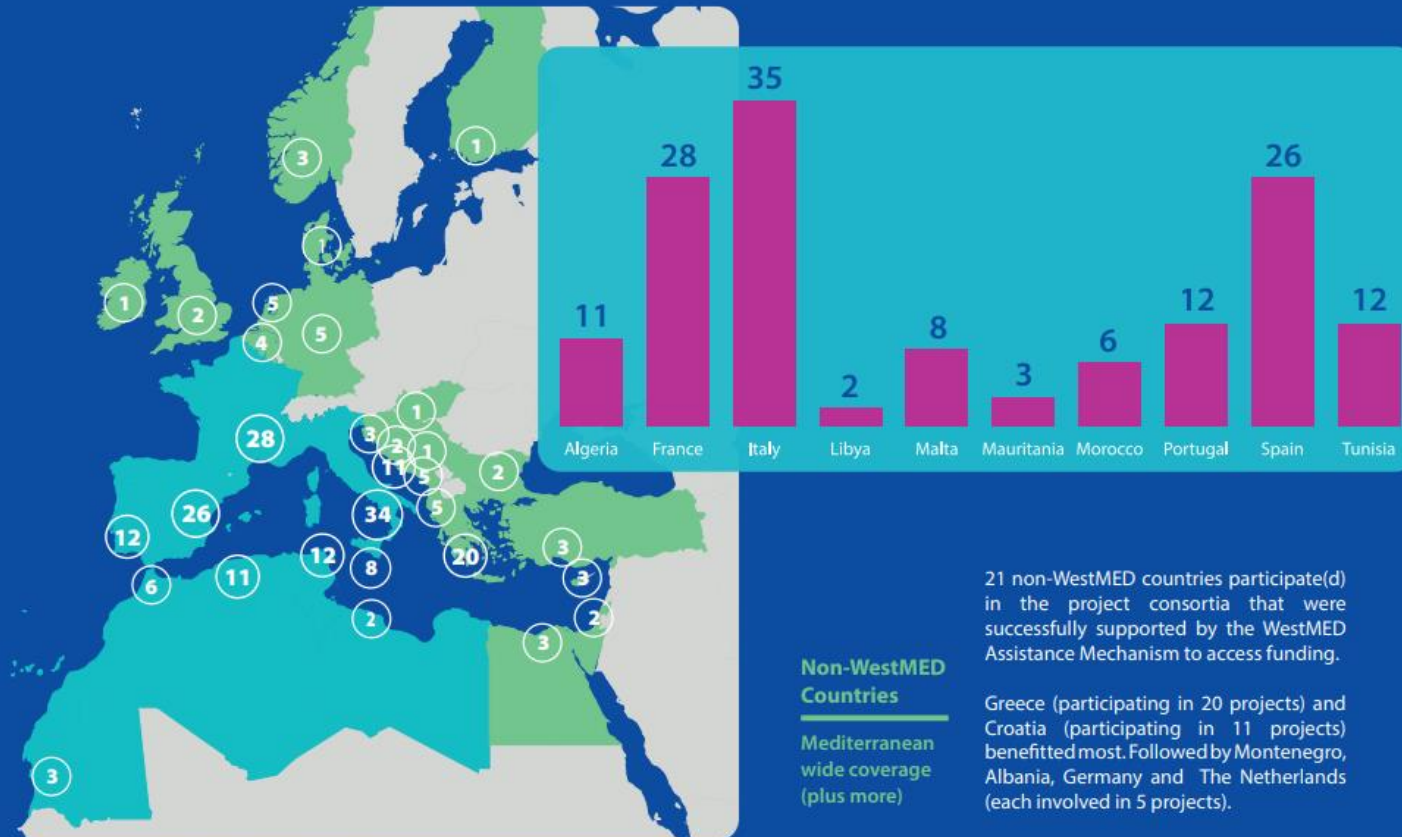 3
1
1
1
2
5
5
4
1
28
3
2
1
11
5
2
5
26
34
12
12
20
3
8
3
6
11
2
2
3
3
35
28
26
11
12
12
8
6
3
2
Algeria
France
Italy
Libya
Malta
Mauritania
Morocco
Portugal
Spain
Tunisia
Non-WestMED
Countries
Mediterranean
wide coverage
(plus more)
21 non-WestMED countries participate(d)
in the project consortia that were
successfully supported by the WestMED
Assistance Mechanism to access funding.
Greece (participating in 20 projects) and
Croatia (participating in 11 projects)
benefitted most. Followed by Montenegro,
Albania, Germany and The Netherlands
(each involved in 5 projects).